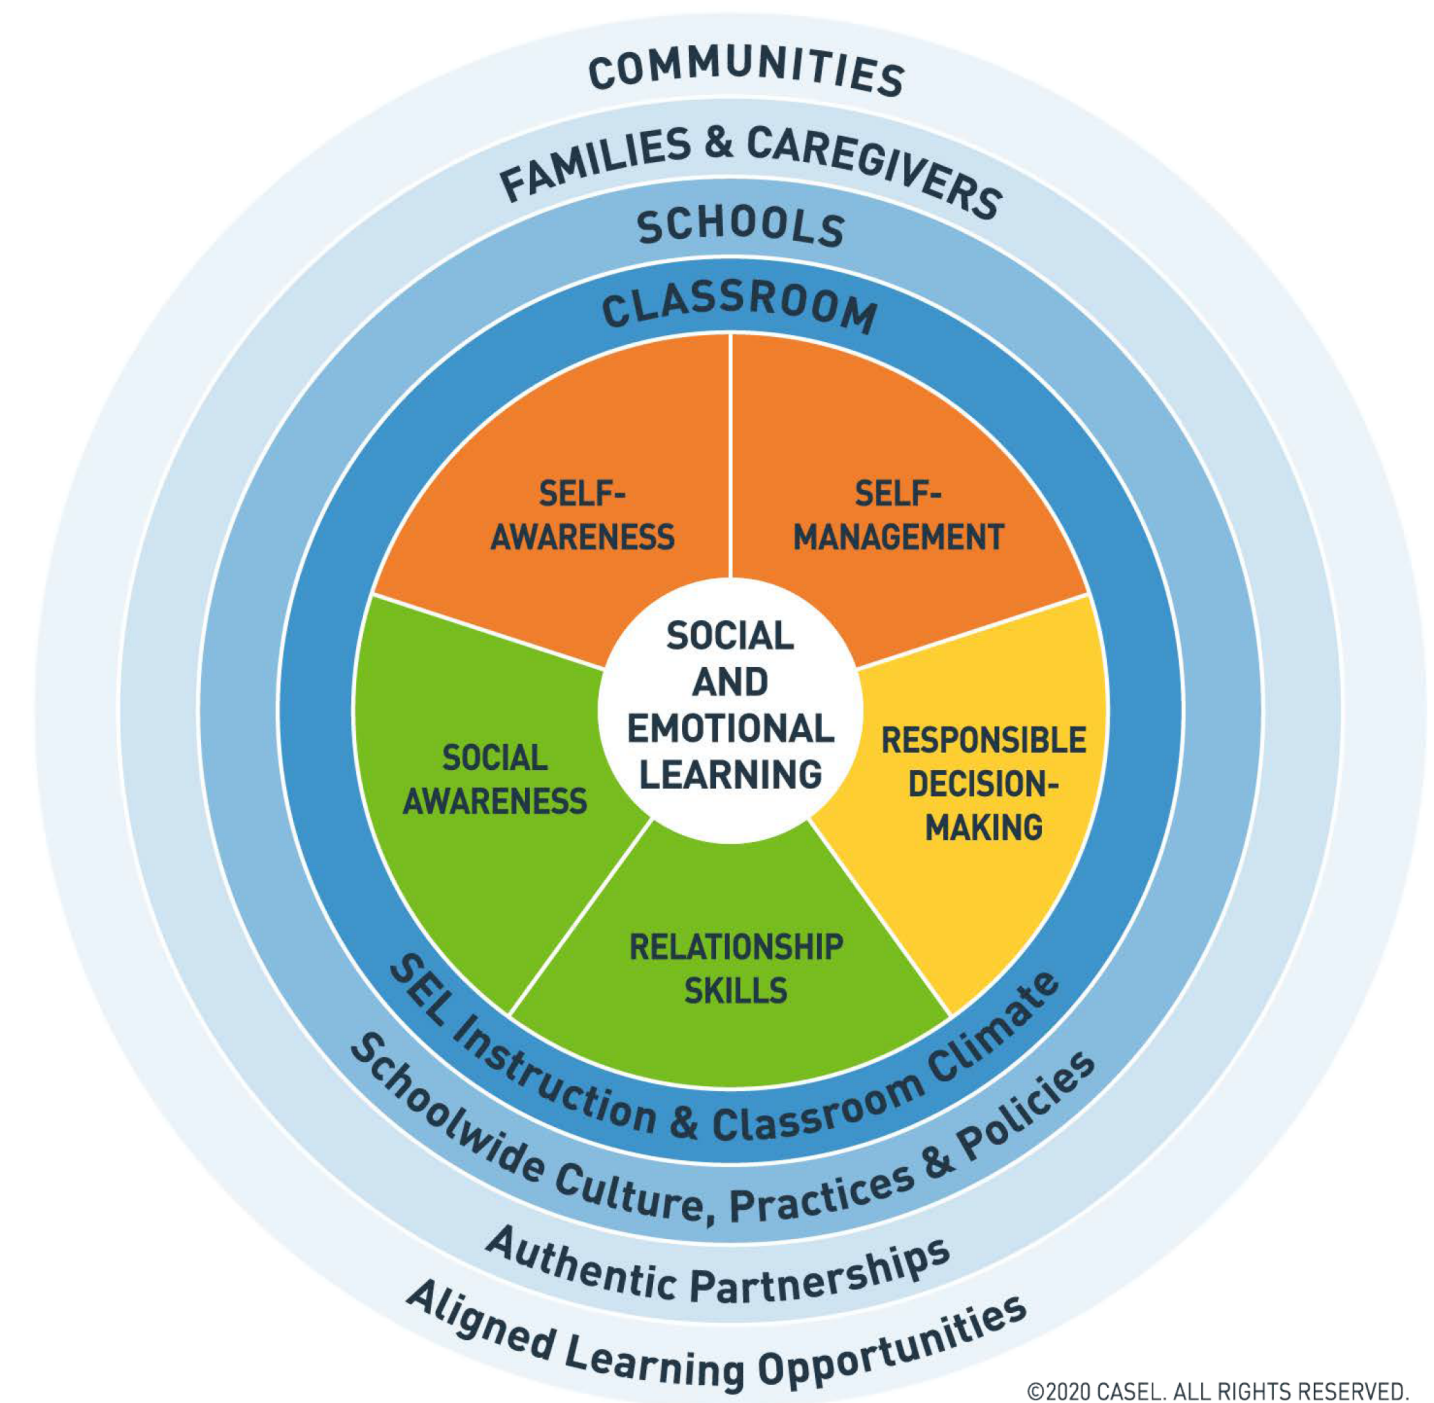 COMMUNITIES
FAMILIES & CAREGIVERS
SCHOOLS
CLASSROOM
SELF-
AWARENESS
SELF-
MANAGEMENT
SOCIAL
AND
EMOTIONAL
LEARNING
SOCIAL
AWARENESS
RESPONSIBLE
DECISION-
MAKING
RELATIONSHIP
SKILLS
SEL Instruction & Classroom Climate
Schoolwide Culture, Practices & Policies
Authentic Partnerships
Aligned Learning Opportunities
©2020 CASEL. ALL RIGHTS RESERVED.